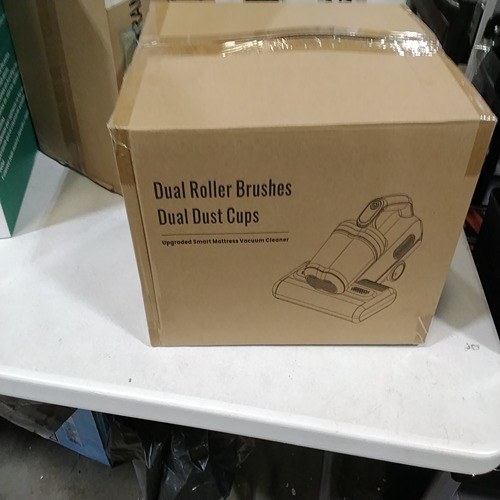 Dual Roller Brushes
Dual Dust Cups
Upgraded Smart Mattress Vacuum Cleaner